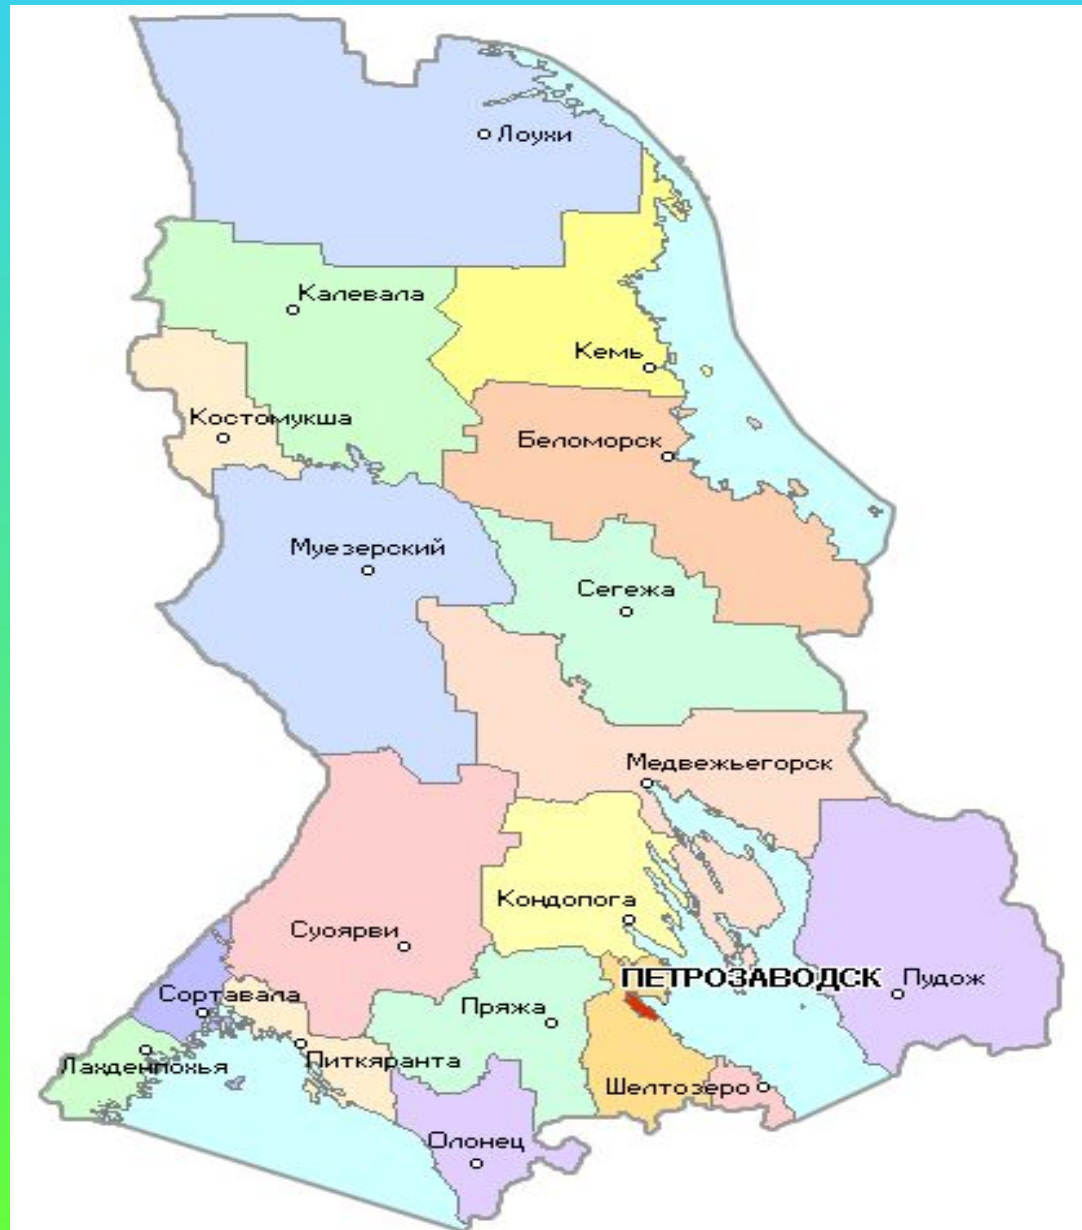 Лоухи
Калевала
Кемь
Костомукша
Беломорск
Муезерский
Сегежа
Медвежьегорск
Кондопога
Суоярви
ПЕТРОЗАВОДСК
Пудож
Сортавала
Пряжа
Питкяранта
Лахденпохья
Шелтозеро
Олонец